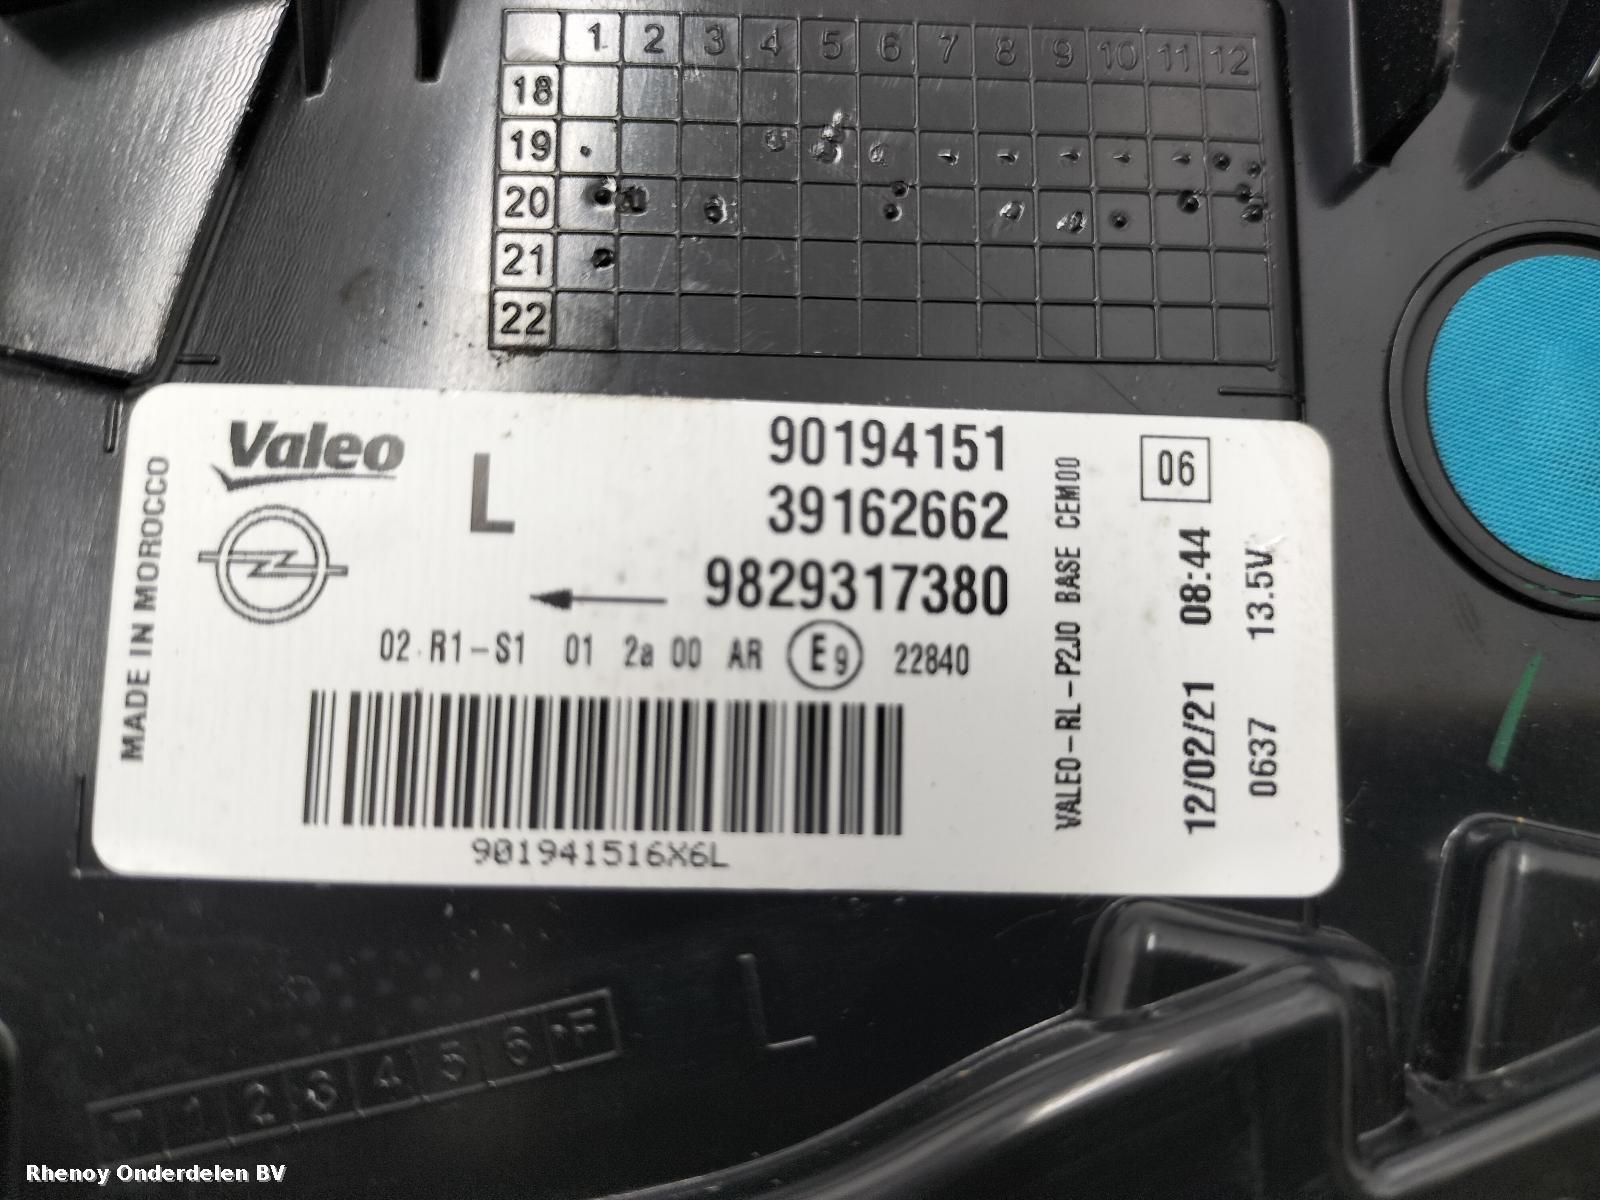 1 2 3 4 5 6 7 8 9 10 11 12
18
19
20
21
22
Valeo
L
90194151
39162662
9829317380
02 R1-S1 01 2a 00 AR E9 22840
901941516X6L
MADE IN MOROCCO
VALEO-RL-P2JO BASE CEM00
06
12/02/21 08:44
0637 13.5V
L
1 2 3 4 5 6
Rhenoy Onderdelen BV